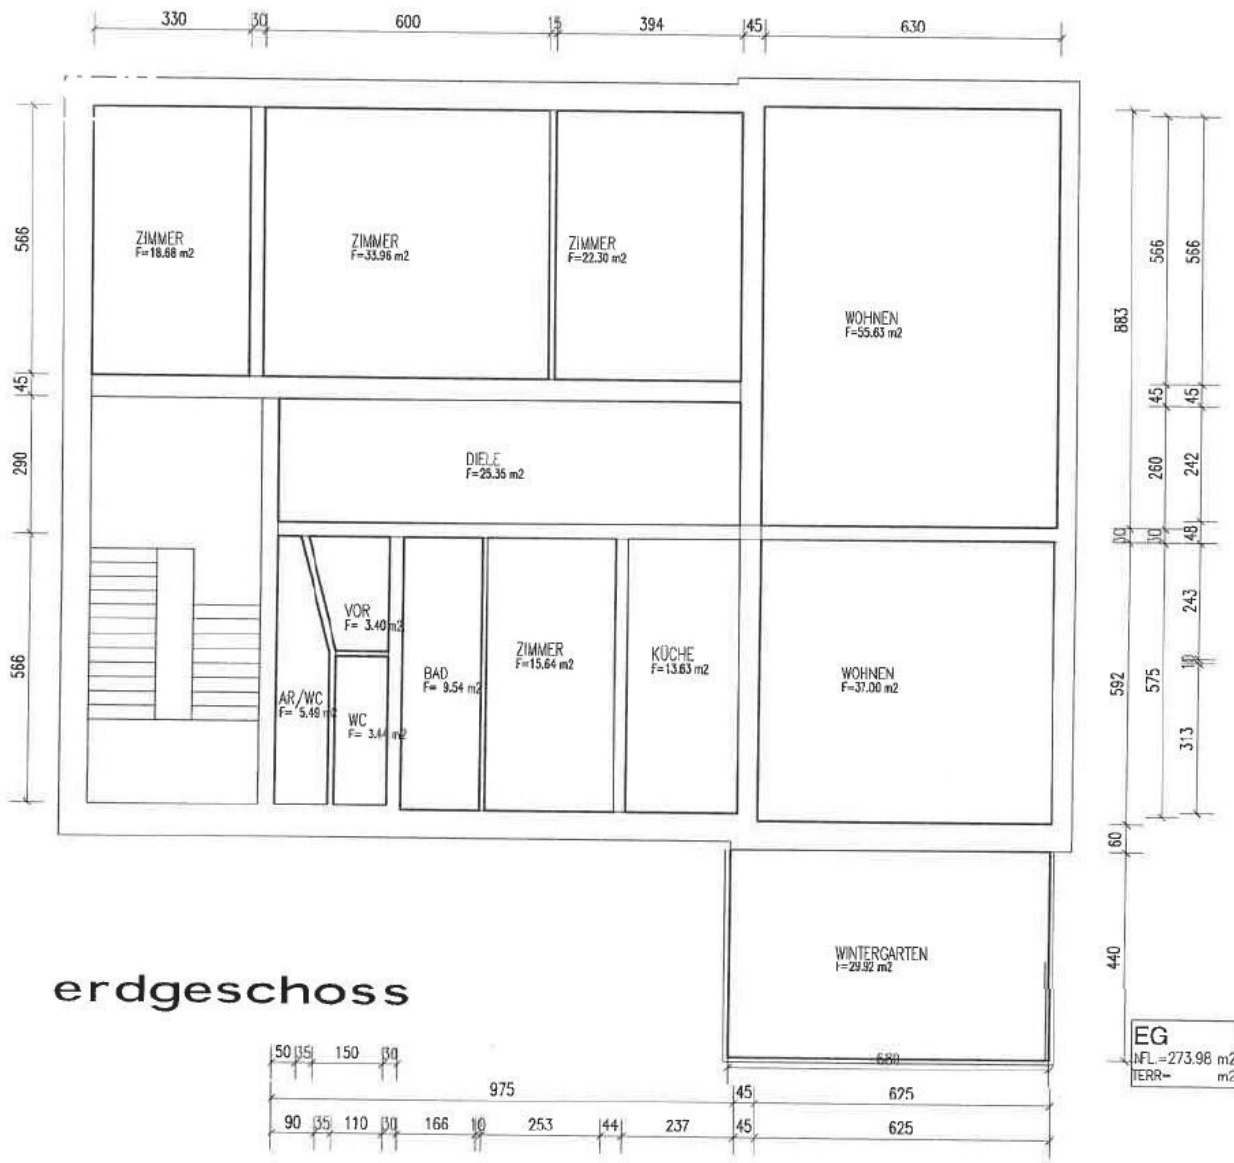 330 30 600 15 394 45 630
566
45
290
566
ZIMMER
F=18.68 m2
ZIMMER
F=33.96 m2
ZIMMER
F=22.30 m2
WOHNEN
F=55.63 m2
DIELE
F=25.35 m2
VOR
F= 3.40 m2
AR/WC
F= 5.49 m2
WC
F= 3.44 m2
BAD
F= 9.54 m2
ZIMMER
F=15.64 m2
KÜCHE
F=13.63 m2
WOHNEN
F=37.00 m2
WINTERGARTEN
F=29.92 m2
883
30
592
60
440
566
45
260
30
575
566
45
242
48
243
10
313
erdgeschoss
680
50 35 150 30
975 45 625
90 35 110 30 166 10 253 44 237 45 625
EG
NFL.=273.98 m2
TERR= m2